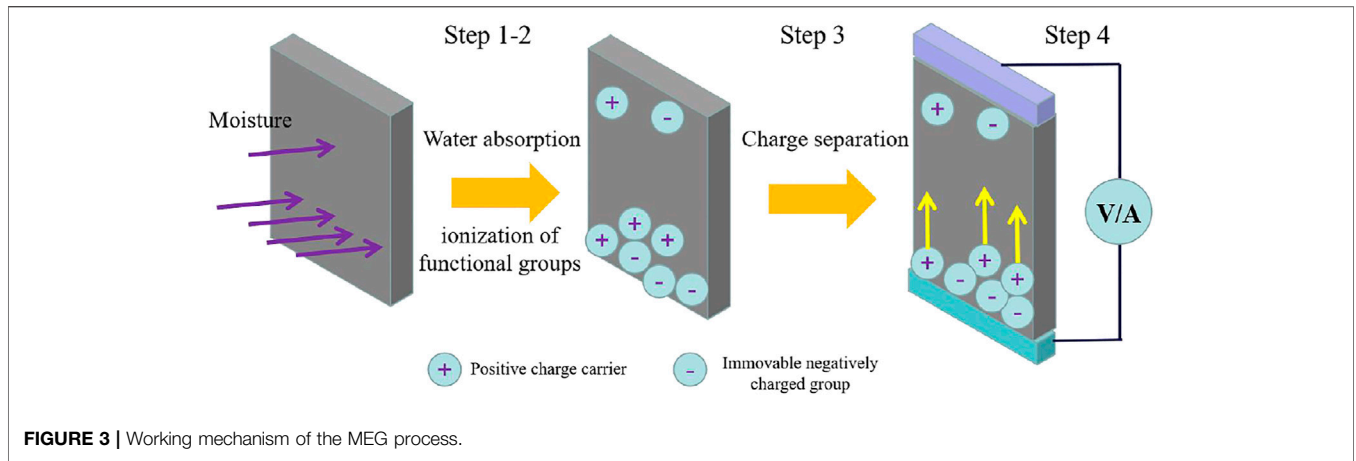 Step 1-2
Step 3
Step 4
Moisture
Water absorption
ionization of
functional groups
+
-
+
+
+
-
-
-
Charge separation
+
-
+
-
+
-
+
-
V/A
+ Positive charge carrier
- Immovable negatively
charged group
FIGURE 3 | Working mechanism of the MEG process.